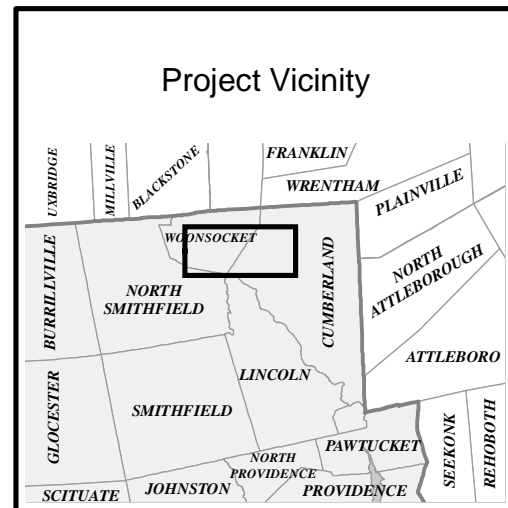 Project Vicinity
UXBRIDGE
MILLVILLE
BLACKSTONE
FRANKLIN
WRENTHAM
PLAINVILLE
WOONSOCKET
BURRILLVILLE
NORTH
SMITHFIELD
CUMBERLAND
NORTH
ATTLEBOROUGH
ATTLEBORO
LINCOLN
GLOCESTER
SMITHFIELD
SEEKONK
REHOBOTH
PAWTUCKET
NORTH
PROVIDENCE
SCITUATE
JOHNSTON
PROVIDENCE